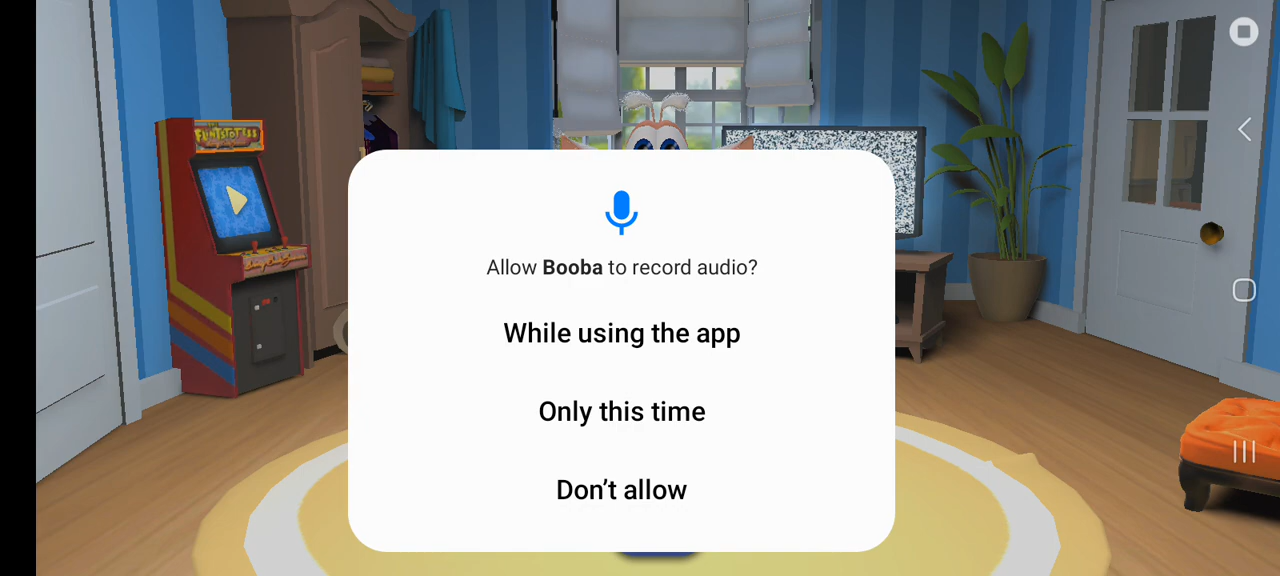 Allow Booba to record audio?
While using the app
Only this time
Don’t allow